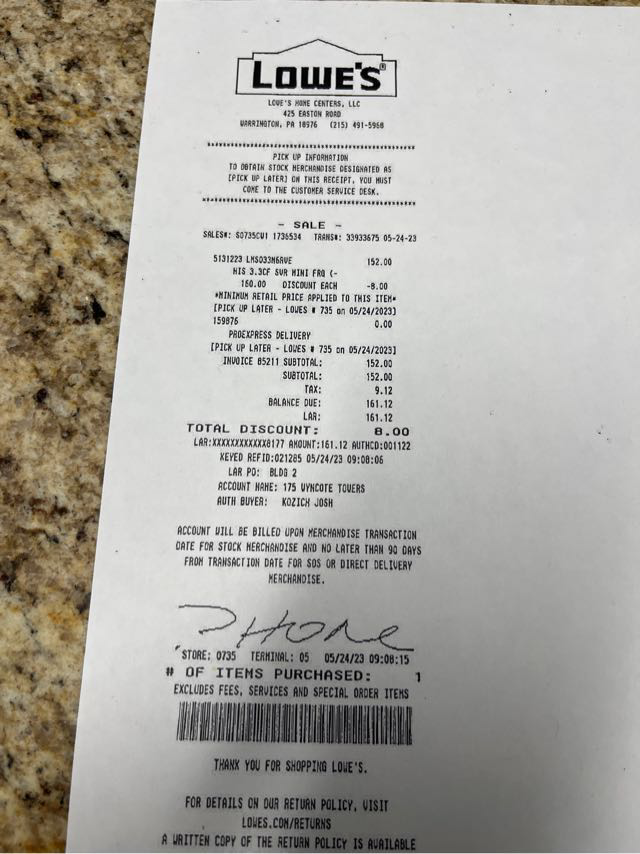 LOWE'S®
LOWE'S HOME CENTERS, LLC
425 EASTON ROAD
WARRINGTON, PA 18976 (215) 491-5968
PICK UP INFORMATION
TO OBTAIN STOCK MERCHANDISE DESIGNATED AS
[PICK UP LATER] ON THIS RECEIPT, YOU MUST
COME TO THE CUSTOMER SERVICE DESK.
- SALE -
SALES#: S0735CW1 1736534 TRANS#: 33933675 05-24-23
5131223 LMS033N6AVE 152.00
HIS 3.3CF SVR MINI FRG (-
160.00 DISCOUNT EACH -8.00
*MINIMUM RETAIL PRICE APPLIED TO THIS ITEM*
[PICK UP LATER - LOWES # 735 on 05/24/2023]
159876 0.00
PROEXPRESS DELIVERY
[PICK UP LATER - LOWES # 735 on 05/24/2023]
INVOICE 85211 SUBTOTAL: 152.00
SUBTOTAL: 152.00
TAX: 9.12
BALANCE DUE: 161.12
LAR: 161.12
TOTAL DISCOUNT: 8.00
LAR:XXXXXXXXXXXX8177 AMOUNT:161.12 AUTHCD:001122
KEYED REFID:021285 05/24/23 09:08:06
LAR PO: BLDG 2
ACCOUNT NAME: 175 WYNCOTE TOWERS
AUTH BUYER: KOZICH JOSH
ACCOUNT WILL BE BILLED UPON MERCHANDISE TRANSACTION
DATE FOR STOCK MERCHANDISE AND NO LATER THAN 90 DAYS
FROM TRANSACTION DATE FOR SOS OR DIRECT DELIVERY
MERCHANDISE.
PHONE
STORE: 0735 TERMINAL: 05 05/24/23 09:08:15
# OF ITEMS PURCHASED: 1
EXCLUDES FEES, SERVICES AND SPECIAL ORDER ITEMS
THANK YOU FOR SHOPPING LOWE'S.
FOR DETAILS ON OUR RETURN POLICY, VISIT
LOWES.COM/RETURNS
A WRITTEN COPY OF THE RETURN POLICY IS AVAILABLE